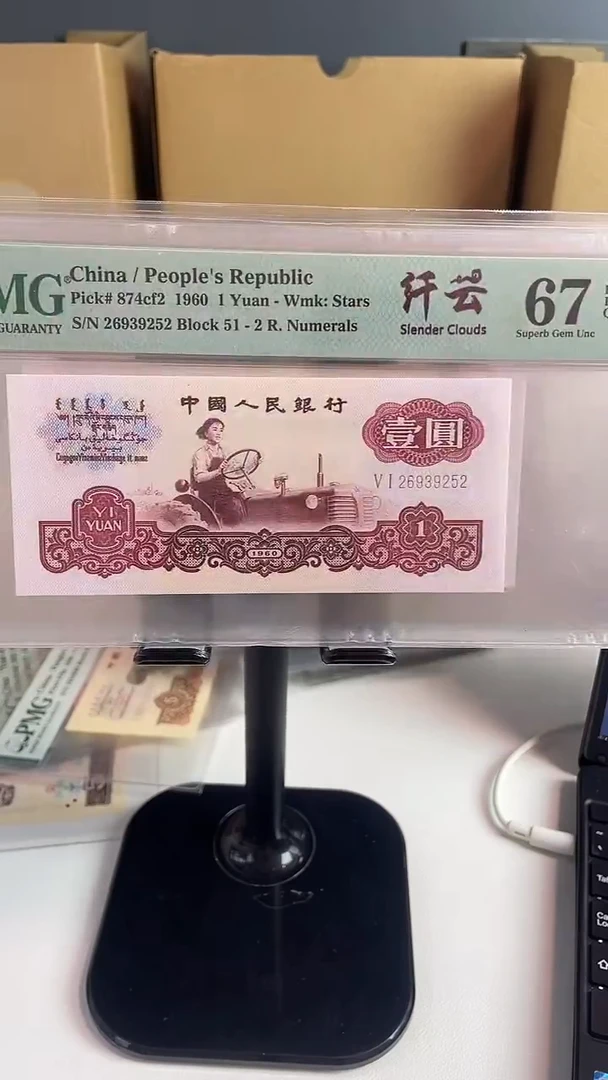 MG
GUARANTY
China / People's Republic
Pick# 874cf2 1960 1 Yuan - Wmk: Stars
S/N 26939252 Block 51 - 2 R. Numerals
纤云
Slender Clouds
67
Superb Gem Unc
中國人民銀行
壹圓
VI 26939252
YI
YUAN
1960
1
PMG